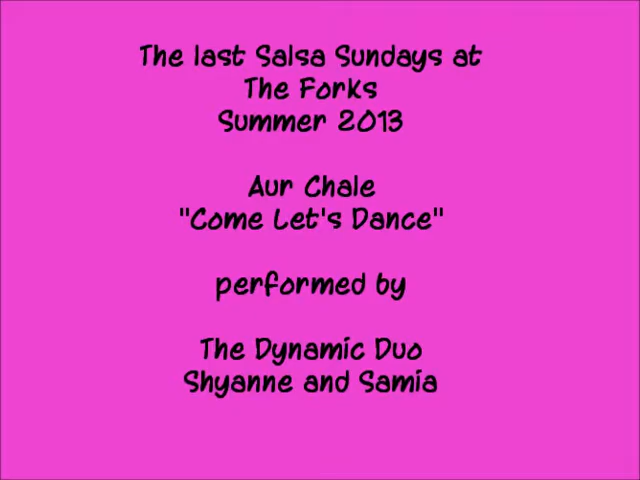 The last Salsa Sundays at
The Forks
Summer 2013
Aur Chale
"Come Let's Dance"
performed by
The Dynamic Duo
Shyanne and Samia